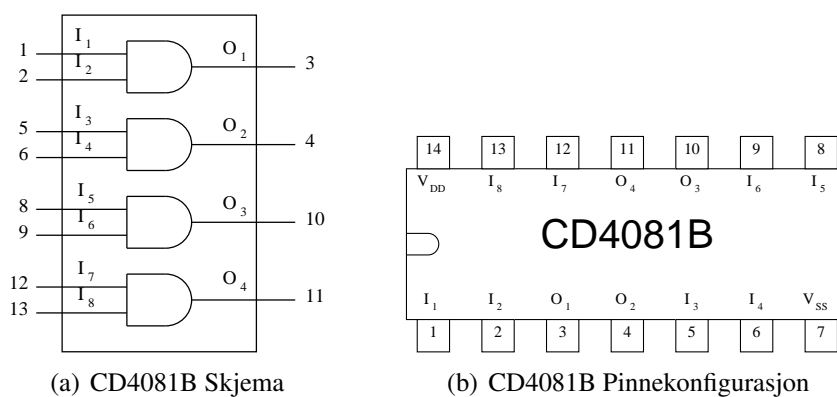 1 I1
2 I2 O1 3
5 I3
6 I4 O2 4
8 I5
9 I6 O3 10
12 I7
13 I8 O4 11
(a) CD4081B Skjema
14 13 12 11 10 9 8
VDD I8 I7 O4 O3 I6 I5
CD4081B
I1 I2 O1 O2 I3 I4 VSS
1 2 3 4 5 6 7
(b) CD4081B Pinnekonfigurasjon